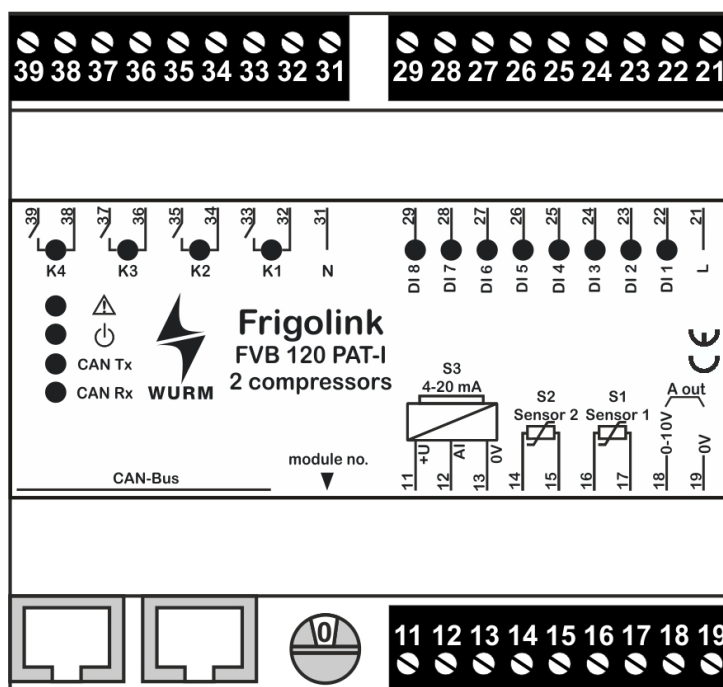 39 38 37 36 35 34 33 32 31
29 28 27 26 25 24 23 22 21
39 38 37 36 35 34 33 32 31
29 28 27 26 25 24 23 22 21
K4 K3 K2 K1 N
DI 8 DI 7 DI 6 DI 5 DI 4 DI 3 DI 2 DI 1 L
CAN Tx
CAN Rx
WURM
Frigolink
FVB 120 PAT-I
2 compressors
CE
S3
4-20 mA
S2
Sensor 2
S1
Sensor 1
A out
+U AI 0V
0-10V 0V
11 12 13 14 15 16 17 18 19
module no.
CAN-Bus
0
11 12 13 14 15 16 17 18 19